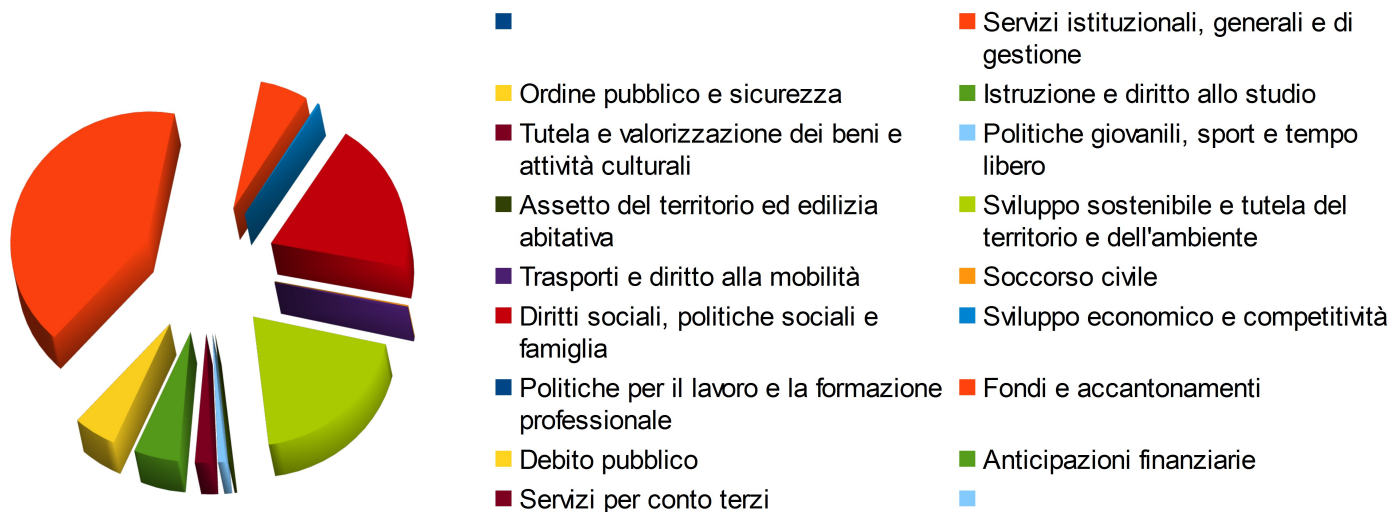 Servizi istituzionali, generali e di
gestione
Ordine pubblico e sicurezza
Istruzione e diritto allo studio
Tutela e valorizzazione dei beni e
attività culturali
Politiche giovanili, sport e tempo
libero
Assetto del territorio ed edilizia
abitativa
Sviluppo sostenibile e tutela del
territorio e dell'ambiente
Trasporti e diritto alla mobilità
Soccorso civile
Diritti sociali, politiche sociali e
famiglia
Sviluppo economico e competitività
Politiche per il lavoro e la formazione
professionale
Fondi e accantonamenti
Debito pubblico
Anticipazioni finanziarie
Servizi per conto terzi